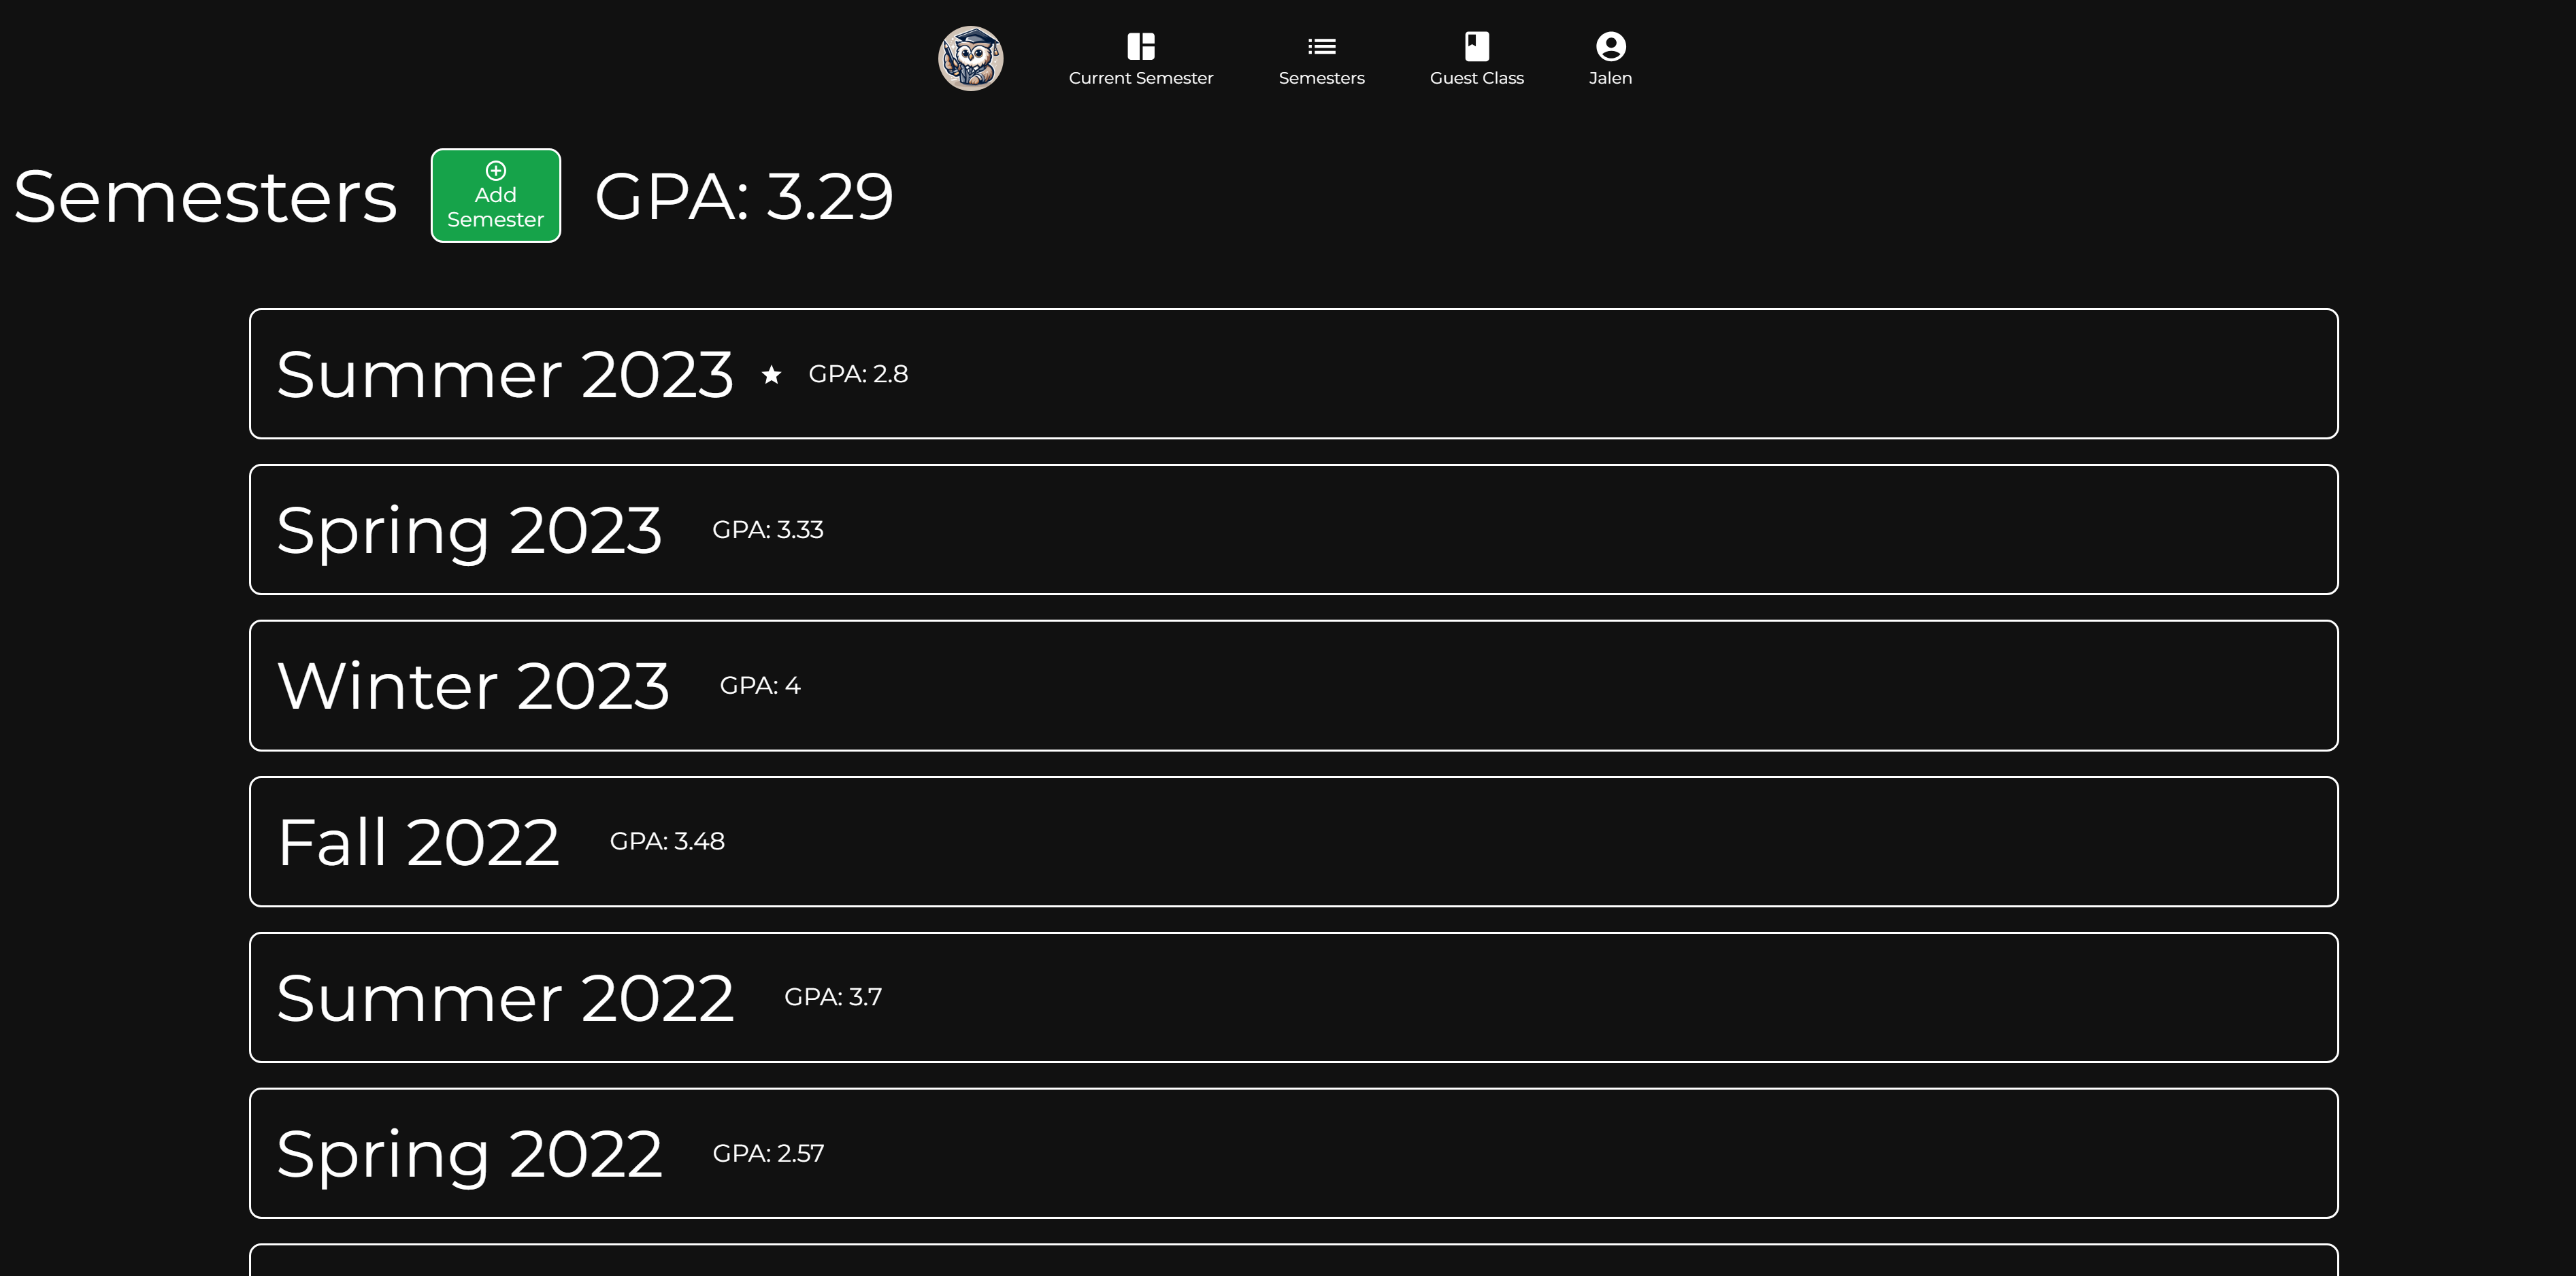 Current Semester
Semesters
Guest Class
Jalen
Semesters
Add
Semester
GPA: 3.29
Summer 2023 GPA: 2.8
Spring 2023 GPA: 3.33
Winter 2023 GPA: 4
Fall 2022 GPA: 3.48
Summer 2022 GPA: 3.7
Spring 2022 GPA: 2.57